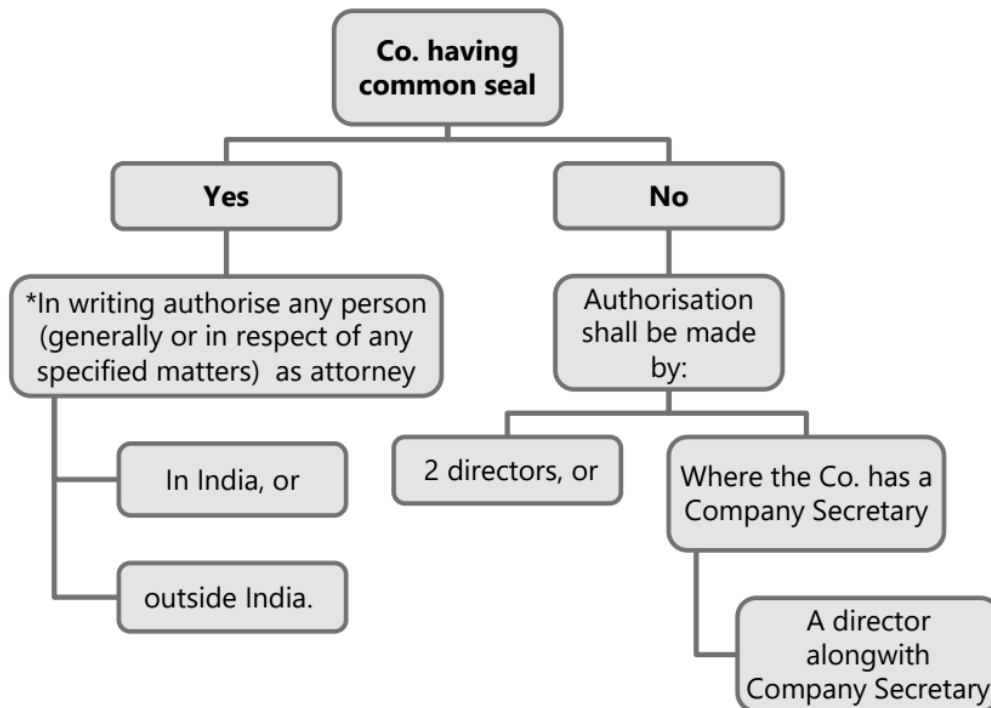 Co. having
common seal
Yes
No
*In writing authorise any person
(generally or in respect of any
specified matters) as attorney
Authorisation
shall be made
by:
In India, or
outside India.
2 directors, or
Where the Co. has a
Company Secretary
A director
alongwith
Company Secretary